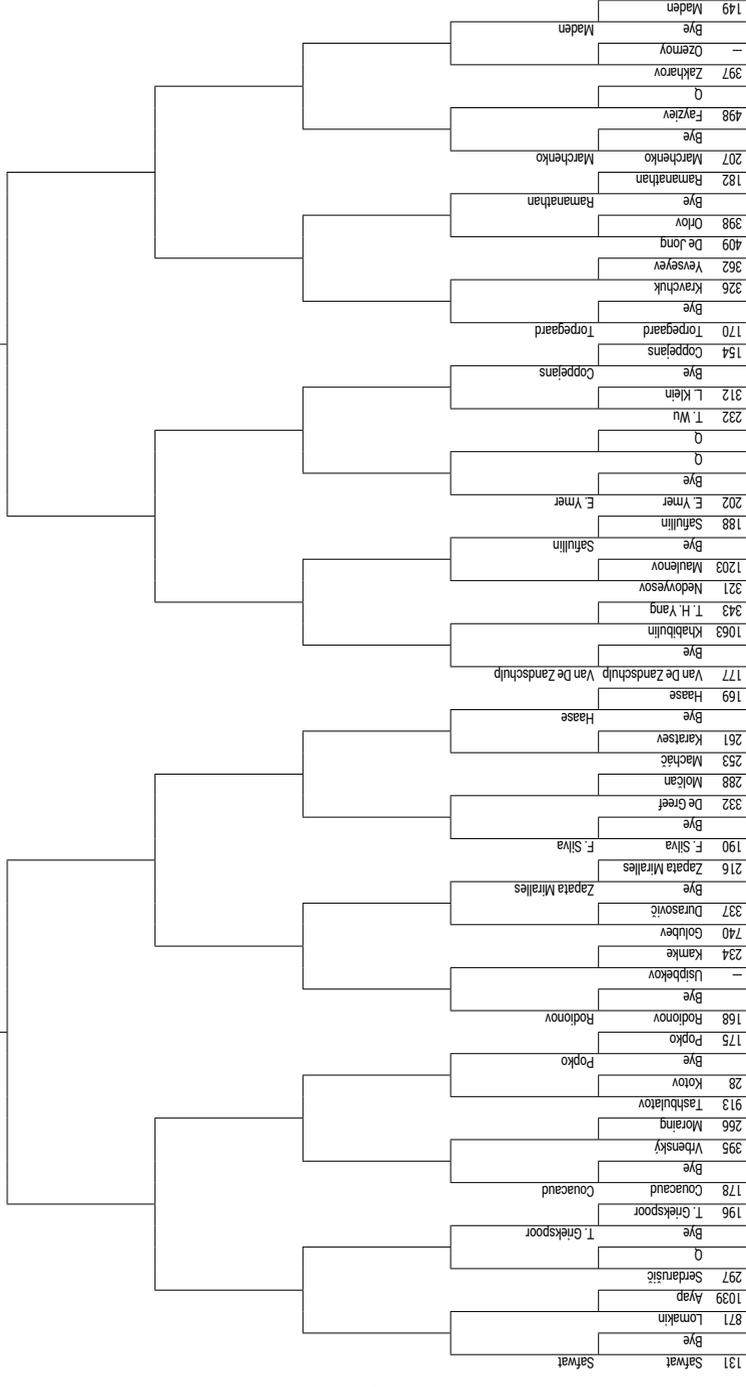 131 Safwat Safwat
Bye
871 Lomakin
1039 Ayap
297 Serdarušič
Q
Bye T. Griekspoor
196 T. Griekspoor
178 Couacaud Couacaud
Bye
395 Vrbenský
266 Moraing
913 Tashbulatov
28 Kotov
Bye Popko
175 Popko
168 Rodionov Rodionov
Bye
— Usipbekov
234 Kamke
740 Golubev
337 Durasovič
Bye Zapata Miralles
216 Zapata Miralles
190 F. Silva F. Silva
Bye
332 De Greef
288 Molčan
253 Macháč
261 Karatsev
Bye Haase
169 Haase
177 Van De Zandschulp Van De Zandschulp
Bye
1063 Khabibulin
343 T. H. Yang
321 Nedovyesov
1203 Maulenov
Bye Safiullin
188 Safiullin
202 E. Ymer E. Ymer
Bye
Q
Q
232 T. Wu
312 L. Klein
Bye Coppejans
154 Coppejans
170 Torpegaard Torpegaard
Bye
326 Kravchuk
362 Yevseyev
409 De Jong
398 Orlov
Bye Ramanathan
182 Ramanathan
207 Marchenko Marchenko
Bye
498 Fayziev
Q
397 Zakharov
— Ozernoy
Bye Maden
149 Maden